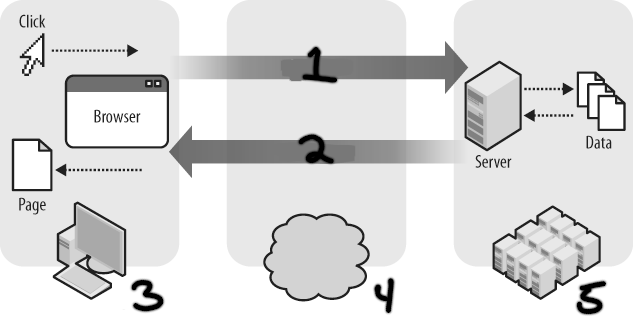 Click
1
Browser
2
Server
Data
Page
3
4
5